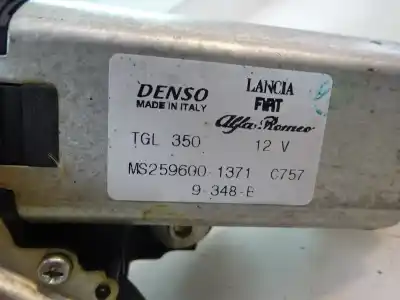 DENSO
MADE IN ITALY
LANCIA
FIAT
Alfa Romeo
TGL 350 12 V
MS259600-1371 C757
9-348-B